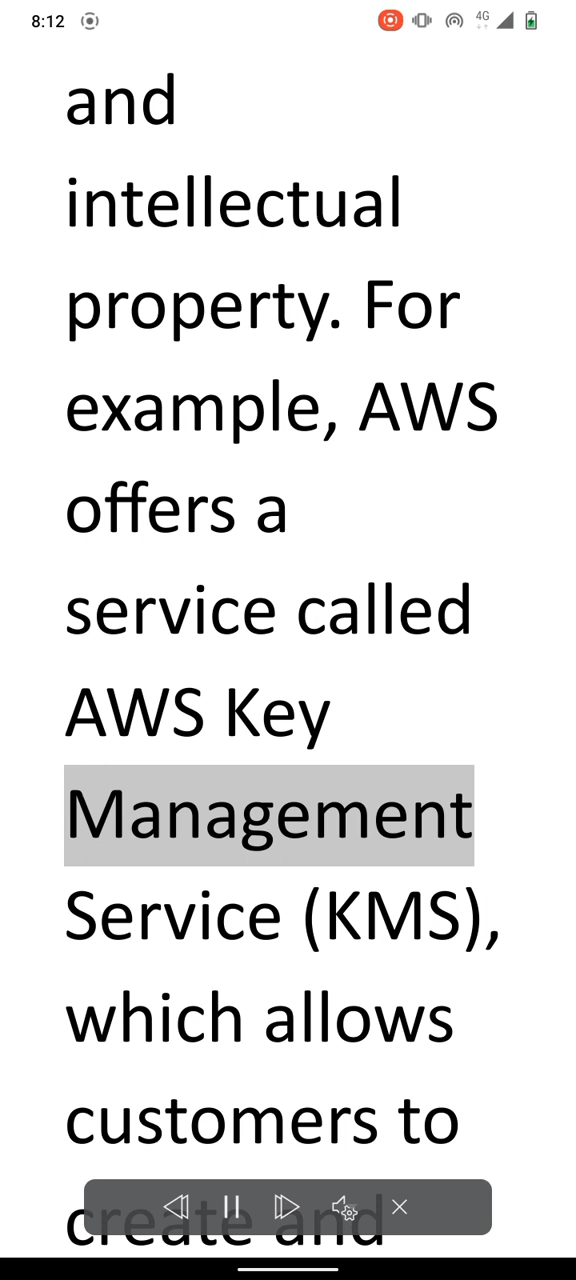 8:12
4G
and
intellectual
property. For
example, AWS
offers a
service called
AWS Key
Management
Service (KMS),
which allows
customers to
create and